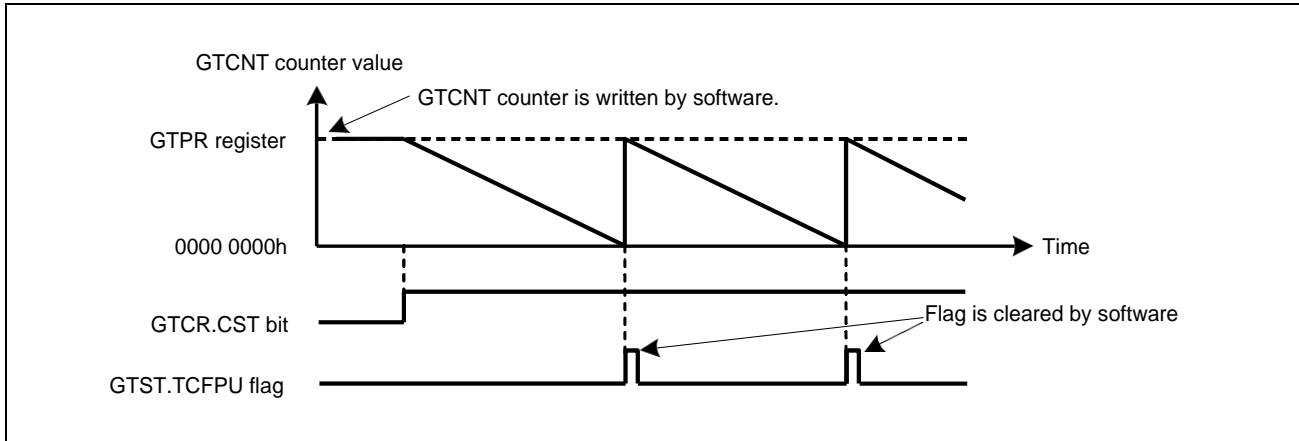 GTCNT counter value
GTCNT counter is written by software.
GTPR register
0000 0000h
Time
GTCR.CST bit
Flag is cleared by software
GTST.TCFPU flag